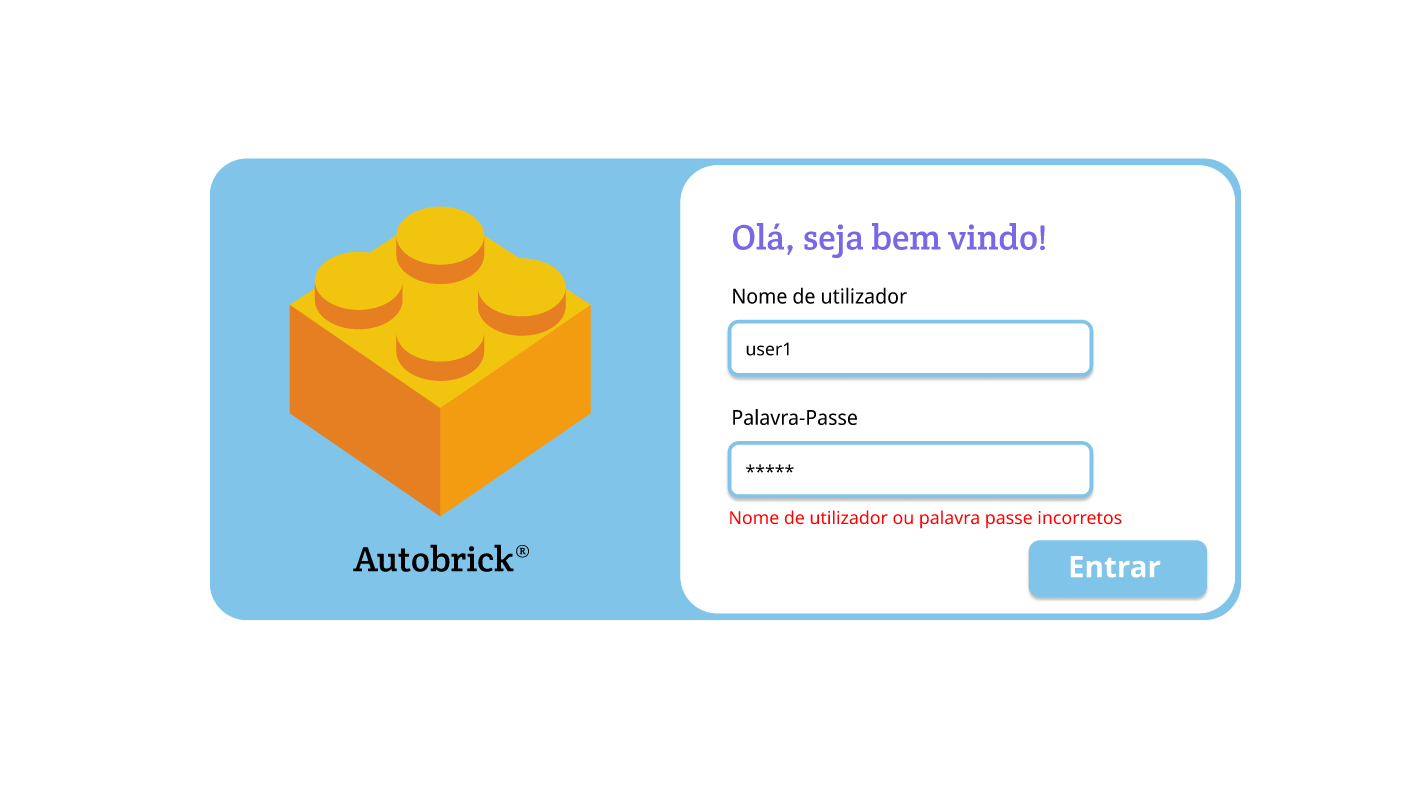 Olá, seja bem vindo!
Nome de utilizador
user1
Palavra-Passe
*****
Nome de utilizador ou palavra passe incorretos
Entrar
Autobrick®